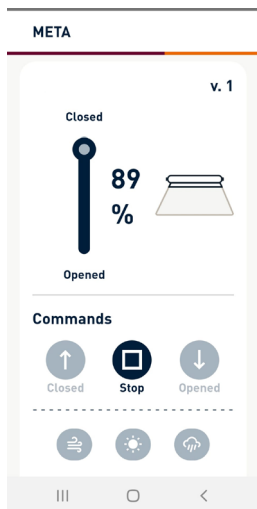 META
v. 1
Closed
89
%
Opened
Commands
Closed
Stop
Opened